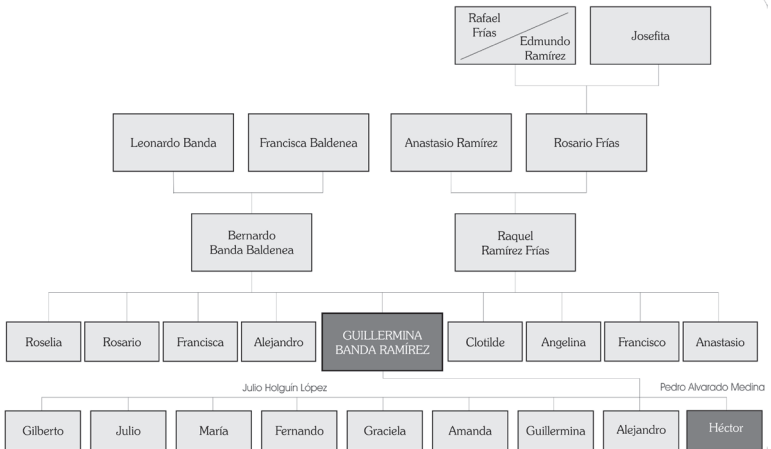 Rafael
Frías
Edmundo
Ramírez
Josefita
Leonardo Banda
Francisca Baldenea
Anastasio Ramírez
Rosario Frías
Bernardo
Banda Baldenea
Raquel
Ramírez Frías
Roselia
Rosario
Francisca
Alejandro
GUILLERMINA
BANDA RAMÍREZ
Clotilde
Angelina
Francisco
Anastasio
Julio Holguín López
Pedro Alvarado Medina
Gilberto
Julio
María
Fernando
Graciela
Amanda
Guillermina
Alejandro
Héctor